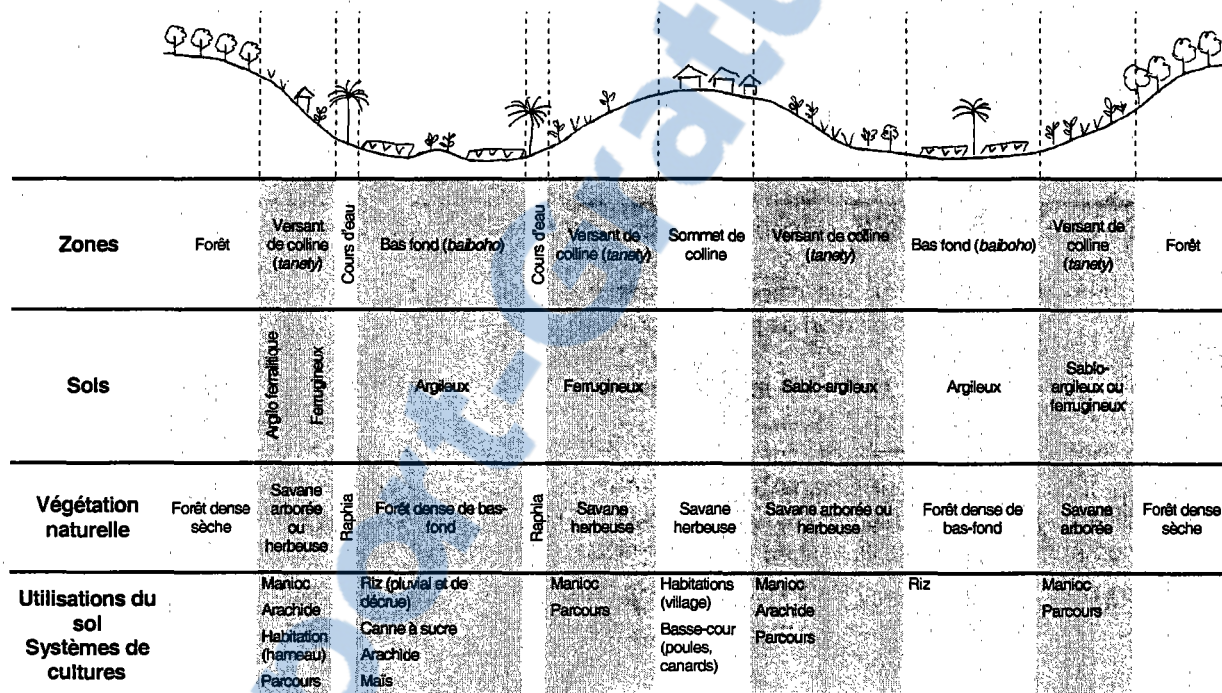 Zones
Forêt
Versant
de colline
(tanety)
Cours d'eau
Bas fond (baiboho)
Cours d'eau
Versant de
colline (tanety)
Sommet de
colline
Versant de colline
(tanety)
Bas fond (baiboho)
Versant de
colline
(tanety)
Forêt
Sols
Argilo ferralitique
Ferrugineux
Argileux
Ferrugineux
Sablo-argileux
Argileux
Sablo-
argileux ou
ferrugineux
Végétation
naturelle
Forêt dense
sèche
Savane
arborée
ou
herbeuse
Raphia
Forêt dense de bas-
fond
Raphia
Savane
herbeuse
Savane
herbeuse
Savane arborée ou
herbeuse
Forêt dense de
bas-fond
Savane
arborée
Forêt dense
sèche
Utilisations du
sol
Systèmes de
cultures
Manioc
Arachide
Habitation
(hameau)
Parcours
Riz (pluvial et de
décrue)
Canne à sucre
Arachide
Maïs
Manioc
Parcours
Habitations
(village)
Basse-cour
(poules,
canards)
Manioc
Arachide
Parcours
Riz
Manioc
Parcours
port-Gratu